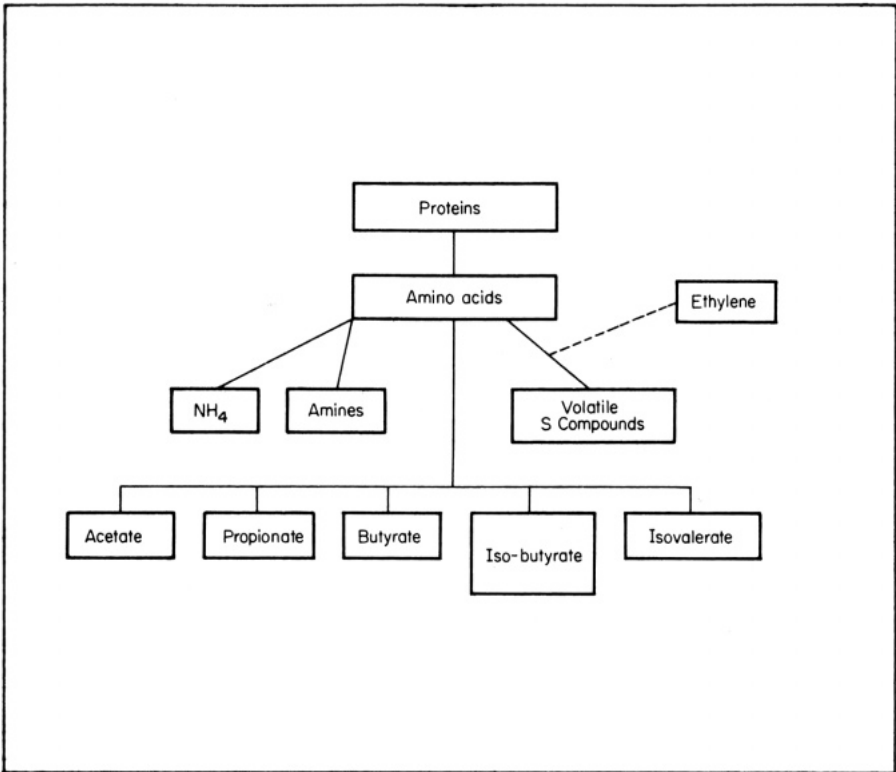 Proteins
Amino acids
Ethylene
NH4
Amines
Volatile
S Compounds
Acetate
Propionate
Butyrate
Iso-butyrate
Isovalerate